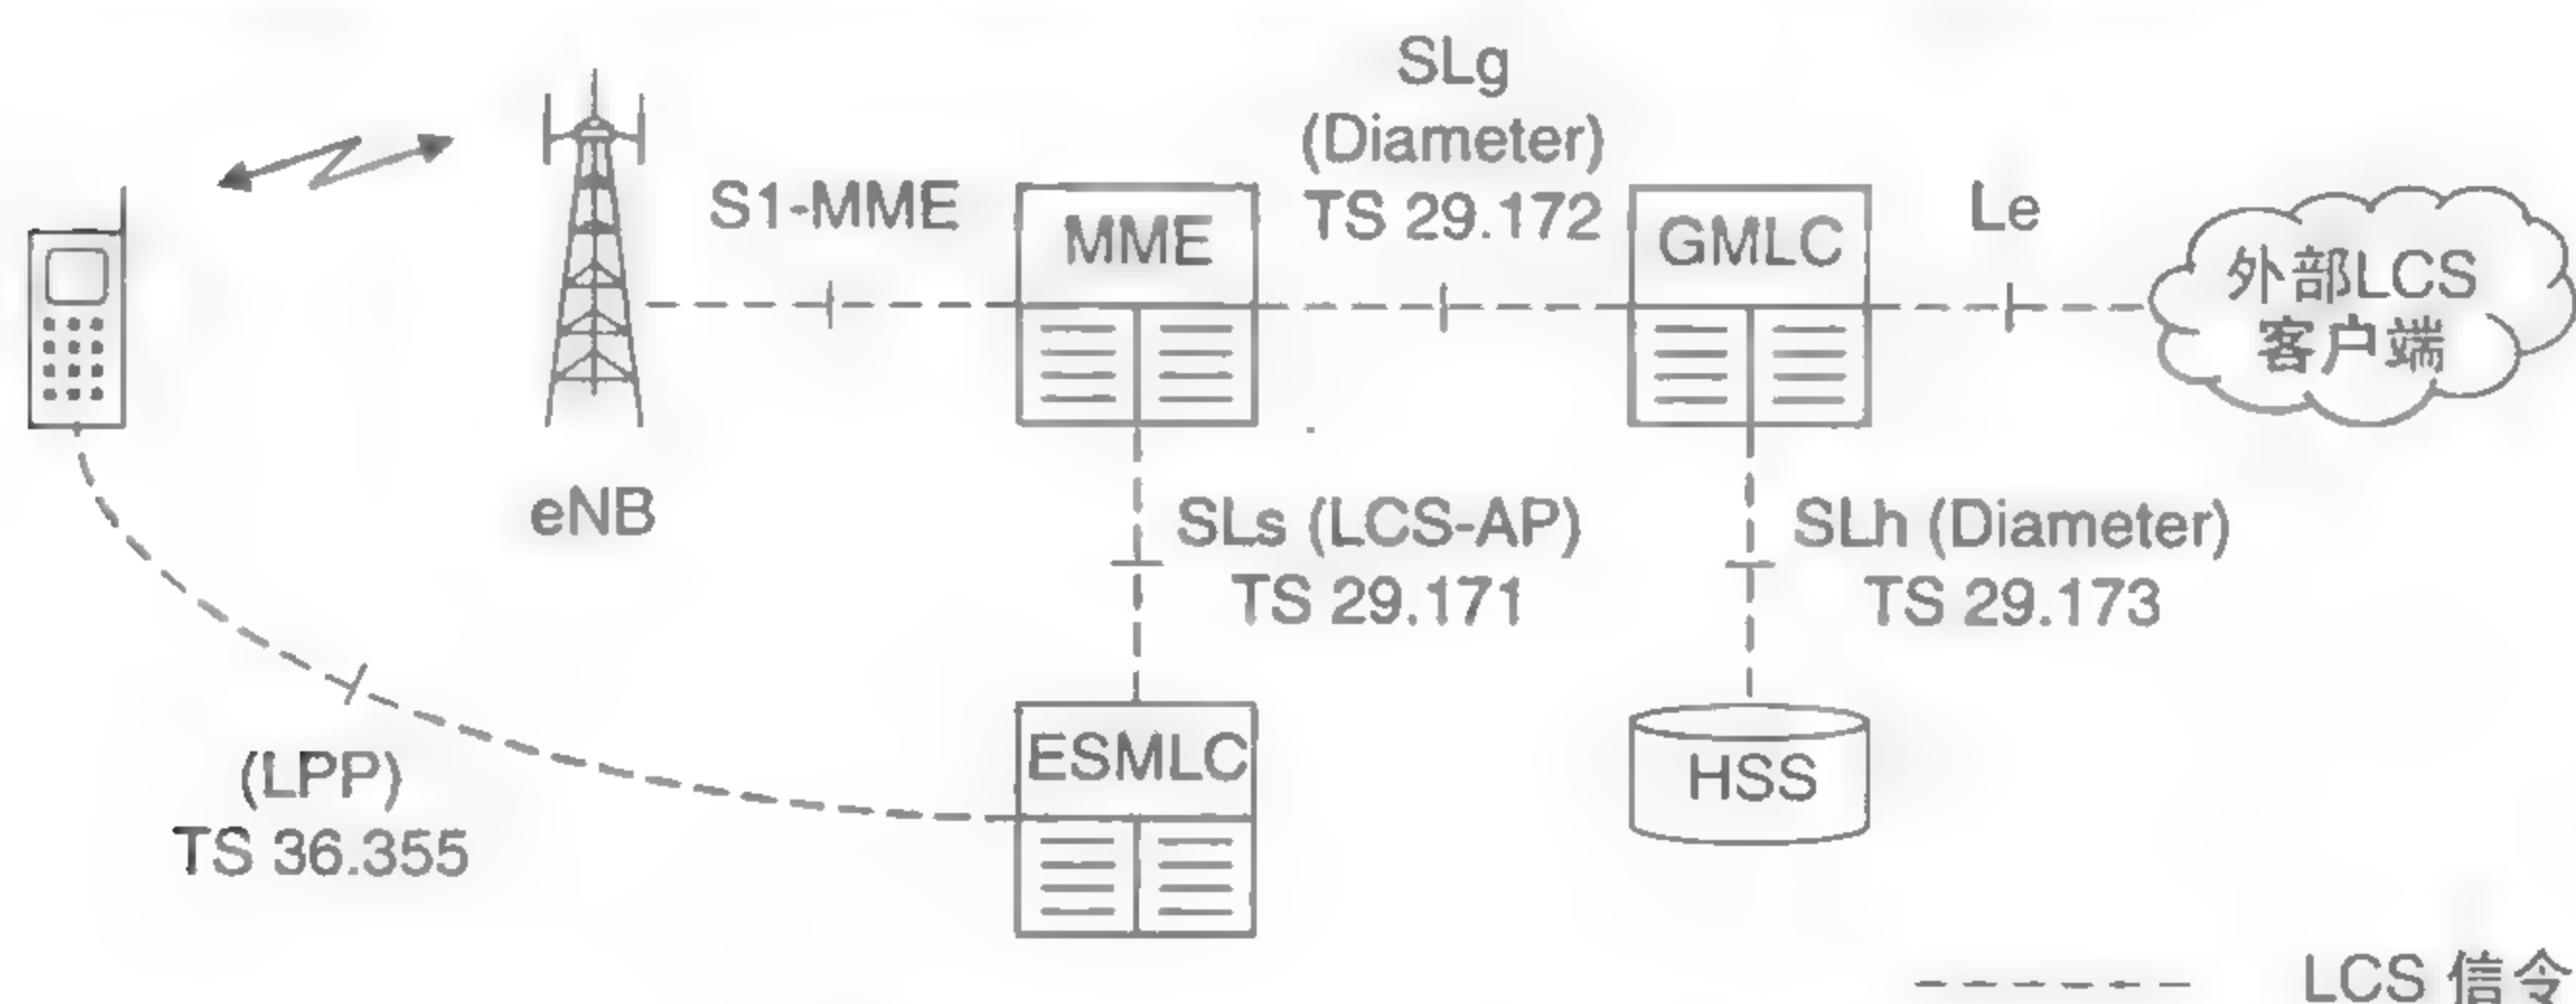 SLg
(Diameter)
TS 29.172
S1-MME
MME
GMLC
Le
外部LCS
客户端
eNB
SLs (LCS-AP)
TS 29.171
SLh (Diameter)
TS 29.173
(LPP)
TS 36.355
ESMLC
HSS
LCS 信令